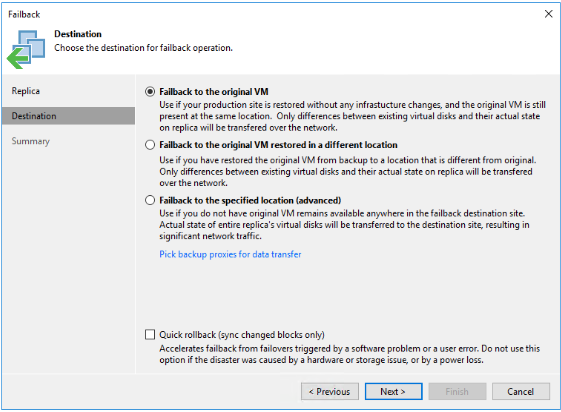 Failback
Destination
Choose the destination for failback operation.
Replica
Destination
Summary
Failback to the original VM
Use if your production site is restored without any infrastucture changes, and the original VM is still
present at the same location. Only differences between existing virtual disks and their actual state
on replica will be transferred over the network.
Failback to the original VM restored in a different location
Use if you have restored the original VM from backup to a location that is different from original.
Only differences between existing virtual disks and their actual state on replica will be transferred
over the network.
Failback to the specified location (advanced)
Use if you do not have original VM remains available anywhere in the failback destination site.
Actual state of entire replica's virtual disks will be transferred to the destination site, resulting in
significant network traffic.
Pick backup proxies for data transfer
Quick rollback (sync changed blocks only)
Accelerates failback from failovers triggered by a software problem or a user error. Do not use this
option if the disaster was caused by a hardware or storage issue, or by a power loss.
< Previous
Next >
Finish
Cancel